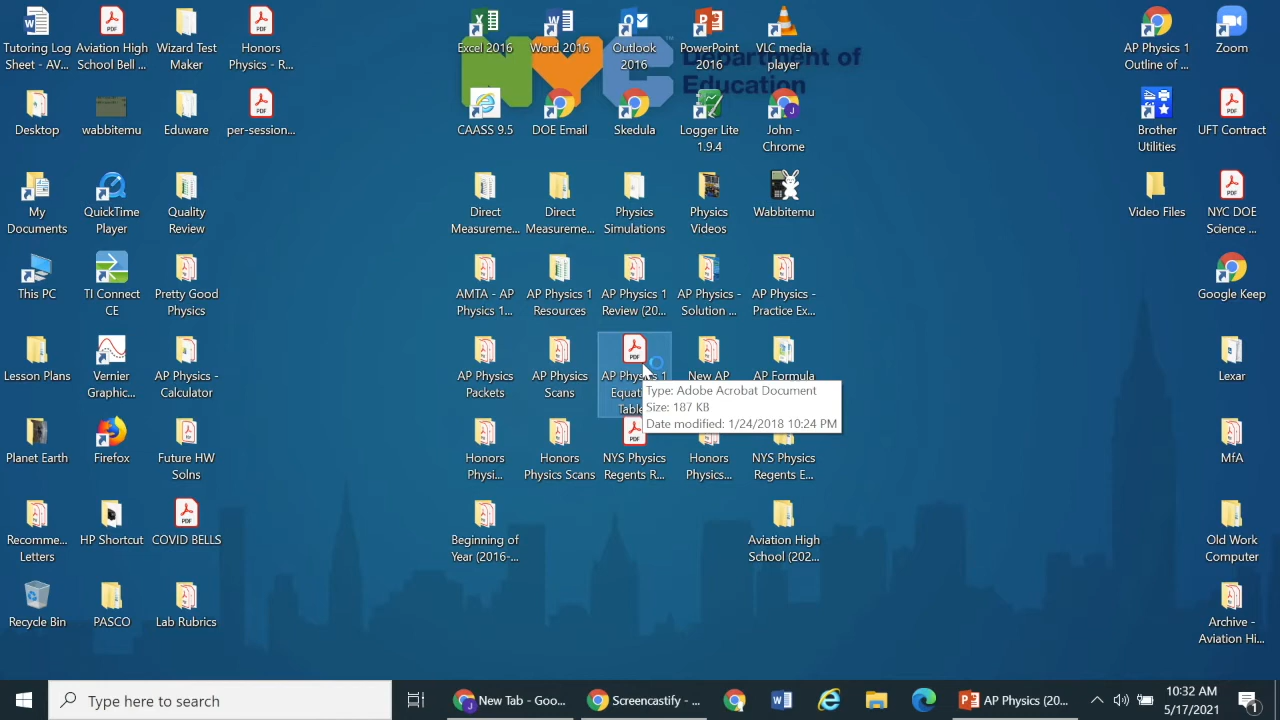 Tutoring Log
Sheet - AV...
Aviation High
School Bell ...
Wizard Test
Maker
Honors
Physics - R...
Excel 2016
Word 2016
Outlook
2016
PowerPoint
2016
VLC media
player
AP Physics 1
Outline of ...
Zoom
NYC
Department of
Education
Desktop
wabbitemu
Eduware
per-session...
CAASS 9.5
DOE Email
Skedula
Logger Lite
1.9.4
John -
Chrome
Brother
Utilities
UFT Contract
My
Documents
QuickTime
Player
Quality
Review
Direct
Measureme...
Direct
Measureme...
Physics
Simulations
Physics
Videos
Wabbitemu
Video Files
NYC DOE
Science ...
This PC
TI Connect
CE
Pretty Good
Physics
AMTA - AP
Physics 1...
AP Physics 1
Resources
AP Physics 1
Review (20...
AP Physics -
Solution ...
AP Physics -
Practice Ex...
Google Keep
Lesson Plans
Vernier
Graphic...
AP Physics -
Calculator
AP Physics
Packets
AP Physics
Scans
AP Physics 1
Table
New AP
AP Formula
Lexar
Type: Adobe Acrobat Document
Size: 187 KB
Date modified: 1/24/2018 10:24 PM
Planet Earth
Firefox
Future HW
Solns
Honors
Physi...
Honors
Physics Scans
NYS Physics
Regents R...
Honors
Physics...
NYS Physics
Regents E...
MfA
Recomme...
Letters
HP Shortcut
COVID BELLS
Beginning of
Year (2016-...
Aviation High
School (202...
Old Work
Computer
Recycle Bin
PASCO
Lab Rubrics
Archive -
Aviation Hi...
Type here to search
New Tab - Goo...
Screencastify - ...
AP Physics (20...
10:32 AM
5/17/2021
1